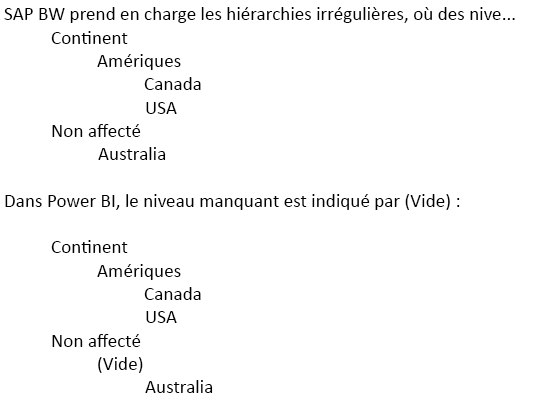 SAP BW prend en charge les hiérarchies irrégulières, où des nive...
Continent
Amériques
Canada
USA
Non affecté
Australia
Dans Power BI, le niveau manquant est indiqué par (Vide) :
Continent
Amériques
Canada
USA
Non affecté
(Vide)
Australia